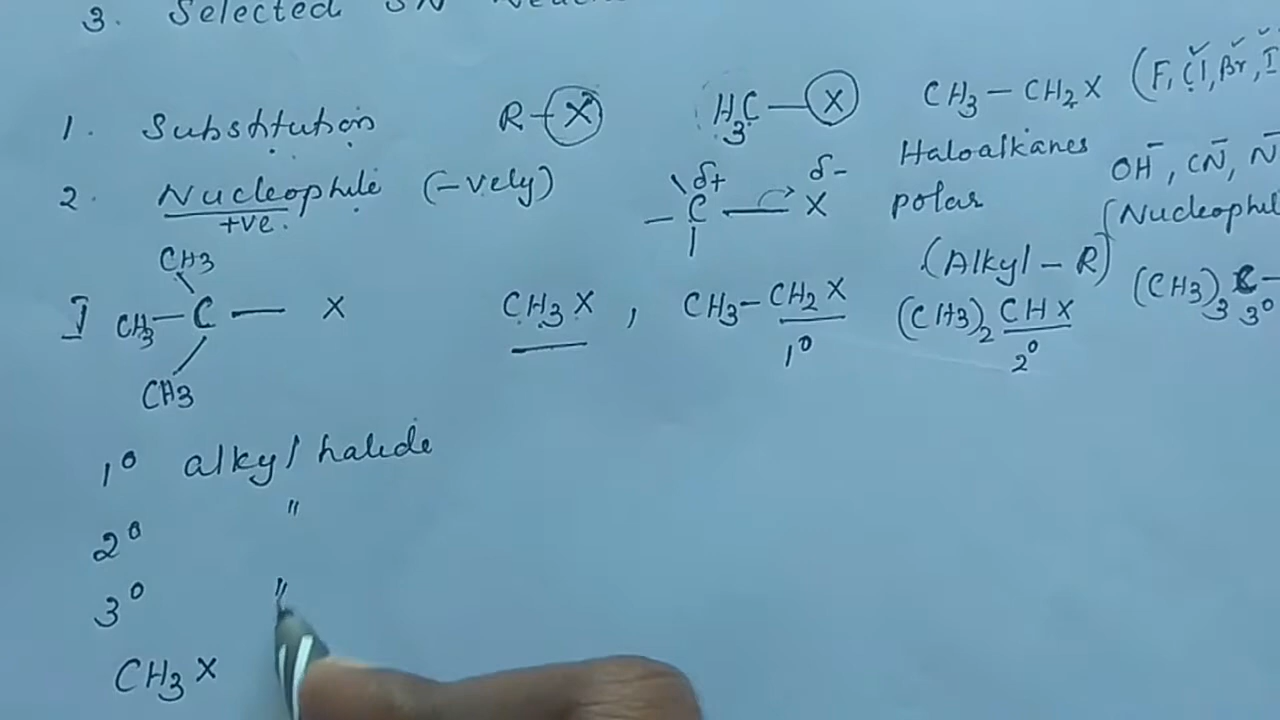 3. Selected SN
1. Substitution R-X H3C-X CH3-CH2X (F, Cl, Br, I
Haloalkanes OH⁻, CN⁻, N⁻
2. Nucleophile (-vely) δ+ δ-
+ve. -C-X polar (Nucleophil
CH3 (Alkyl-R)
I CH3-C-X CH3X, CH3-CH2X (CH3)2CHX (CH3)3C-
1° 2° 3°
CH3
1° alkyl halide
2° "
3° "
CH3X